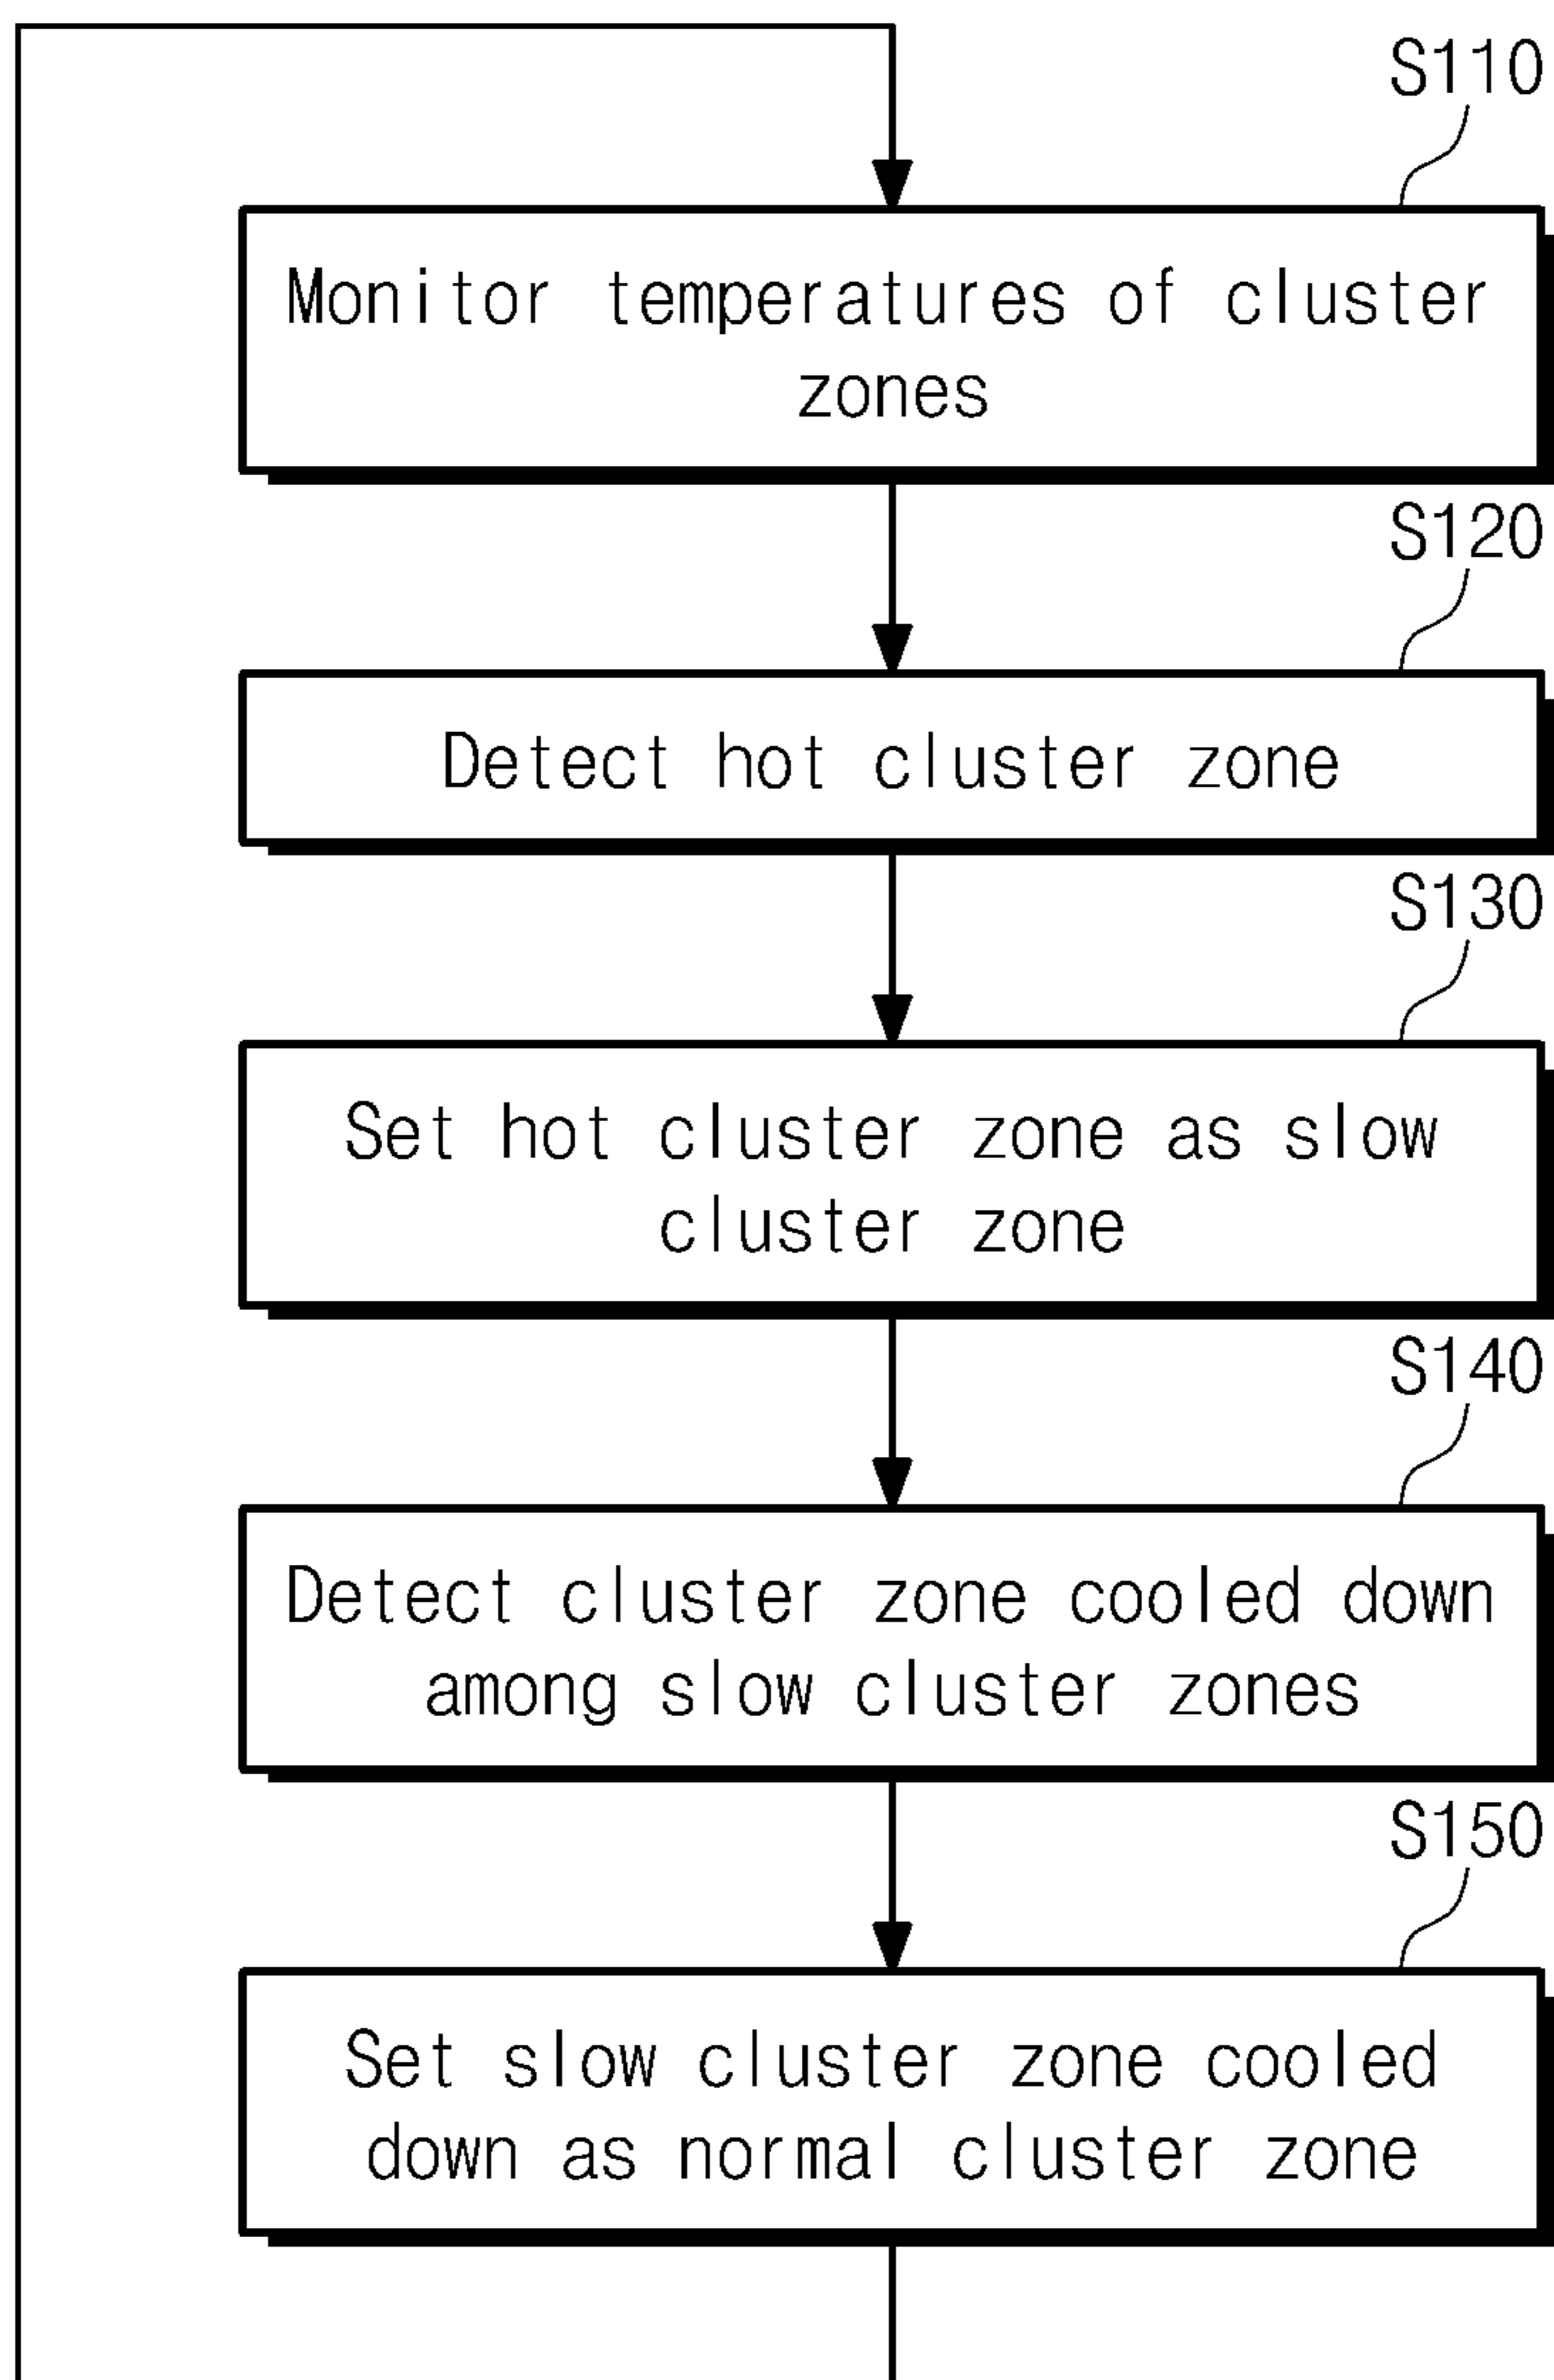 S110
Monitor temperatures of cluster
zones
S120
Detect hot cluster zone
S130
Set hot cluster zone as slow
cluster zone
S140
Detect cluster zone cooled down
among slow cluster zones
S150
Set slow cluster zone cooled
down as normal cluster zone